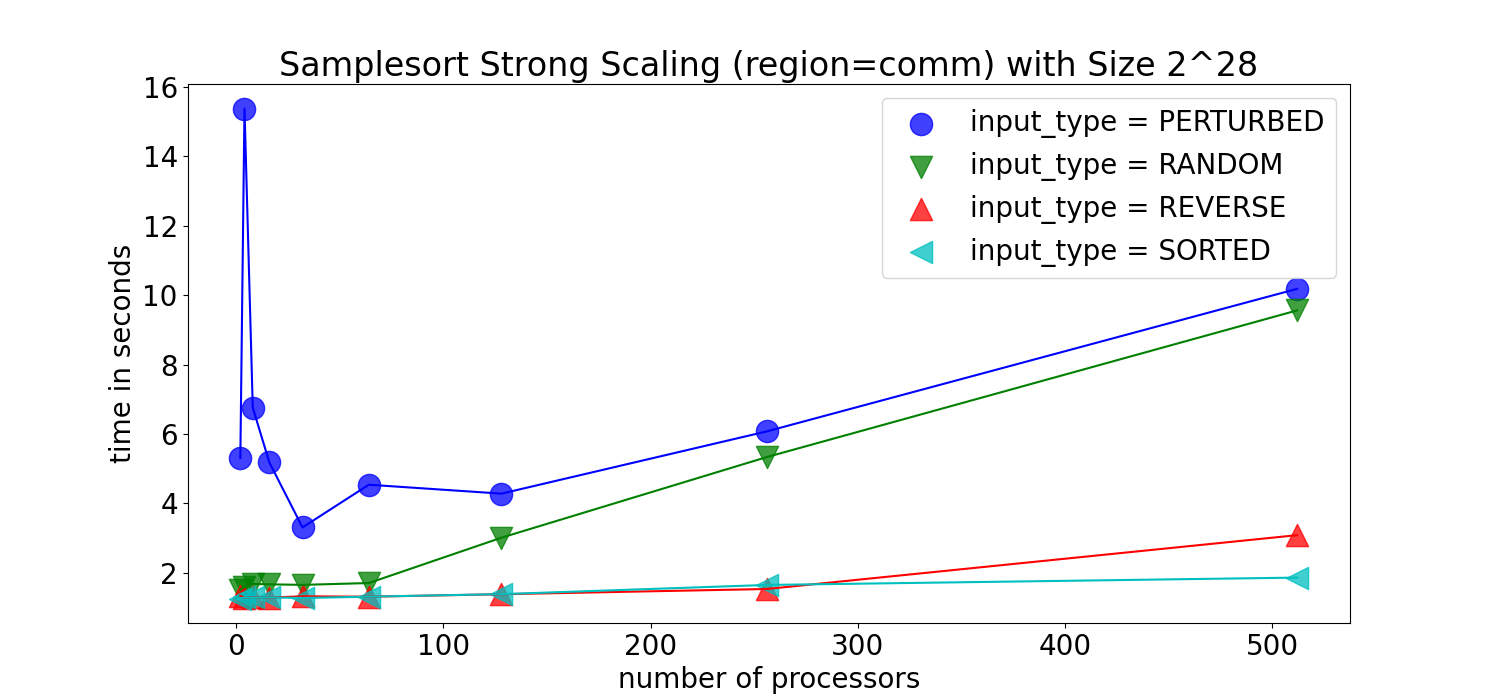 Samplesort Strong Scaling (region=comm) with Size 2^28
16
14
12
10
8
6
4
2
time in seconds
input_type = PERTURBED
input_type = RANDOM
input_type = REVERSE
input_type = SORTED
0 100 200 300 400 500
number of processors